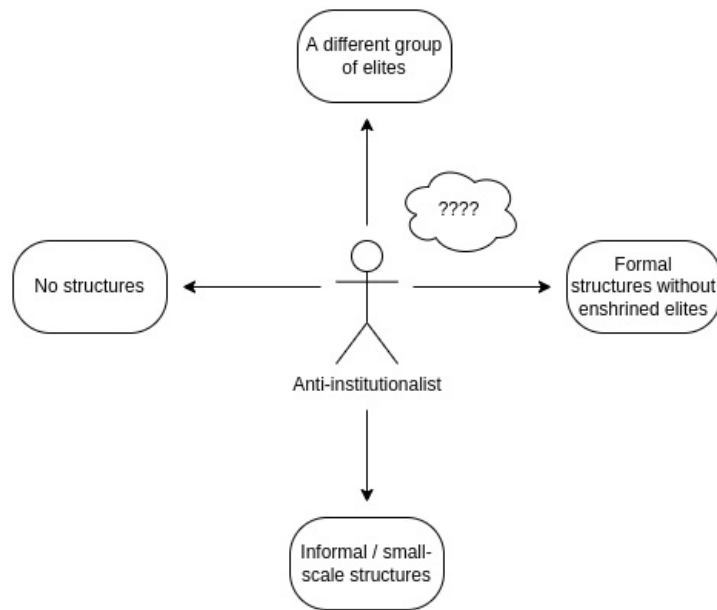 A different group
of elites
????
No structures
Formal
structures without
enshrined elites
Anti-institutionalist
Informal / small-
scale structures